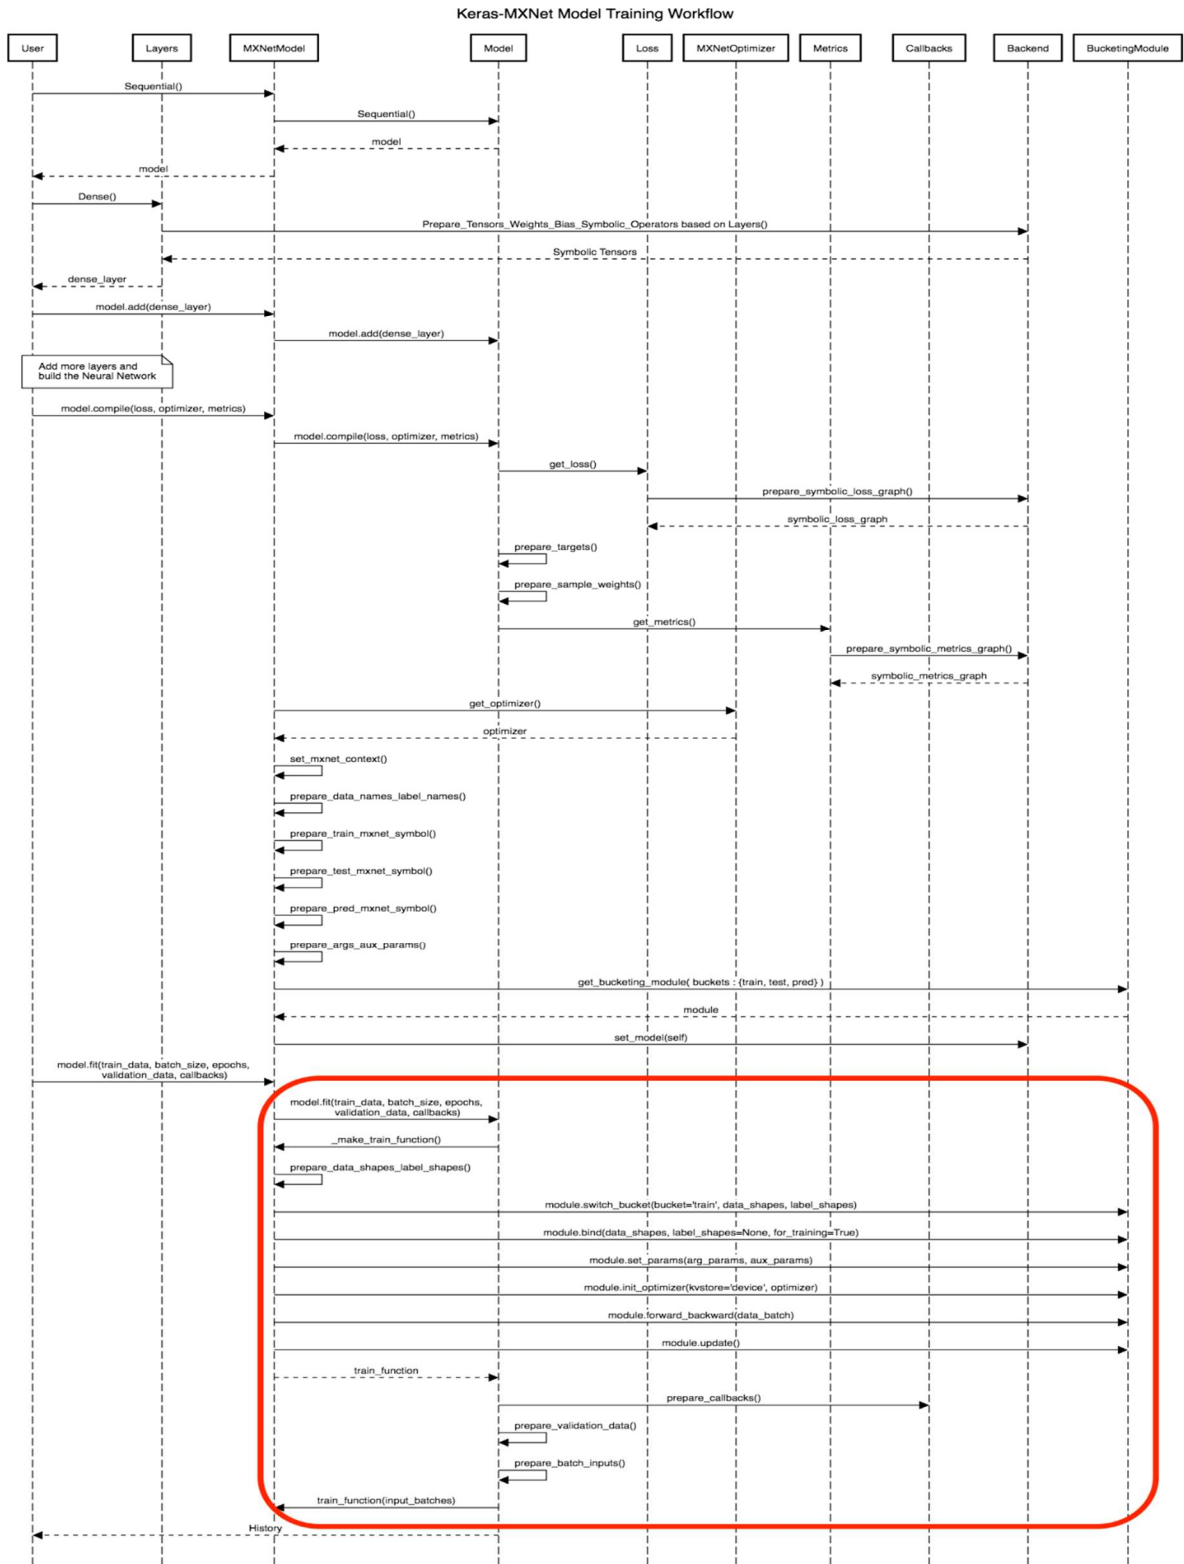 Keras-MXNet Model Training Workflow
User Layers MXNetModel Model Loss MXNetOptimizer Metrics Callbacks Backend BucketingModule
Sequential()
Sequential()
model
model
Dense()
Prepare_Tensors_Weights_Bias_Symbolic_Operators based on Layers()
Symbolic Tensors
dense_layer
model.add(dense_layer)
model.add(dense_layer)
Add more layers and
build the Neural Network
model.compile(loss, optimizer, metrics)
model.compile(loss, optimizer, metrics)
get_loss()
prepare_symbolic_loss_graph()
symbolic_loss_graph
prepare_targets()
prepare_sample_weights()
get_metrics()
prepare_symbolic_metrics_graph()
symbolic_metrics_graph
get_optimizer()
optimizer
set_mxnet_context()
prepare_data_names_label_names()
prepare_train_mxnet_symbol()
prepare_test_mxnet_symbol()
prepare_pred_mxnet_symbol()
prepare_args_aux_params()
get_bucketing_module( buckets : {train, test, pred} )
module
set_model(self)
model.fit(train_data, batch_size, epochs,
validation_data, callbacks)
model.fit(train_data, batch_size, epochs,
validation_data, callbacks)
_make_train_function()
prepare_data_shapes_label_shapes()
module.switch_bucket(bucket='train', data_shapes, label_shapes)
module.bind(data_shapes, label_shapes=None, for_training=True)
module.set_params(arg_params, aux_params)
module.init_optimizer(kvstore='device', optimizer)
module.forward_backward(data_batch)
module.update()
train_function
prepare_callbacks()
prepare_validation_data()
prepare_batch_inputs()
train_function(input_batches)
History